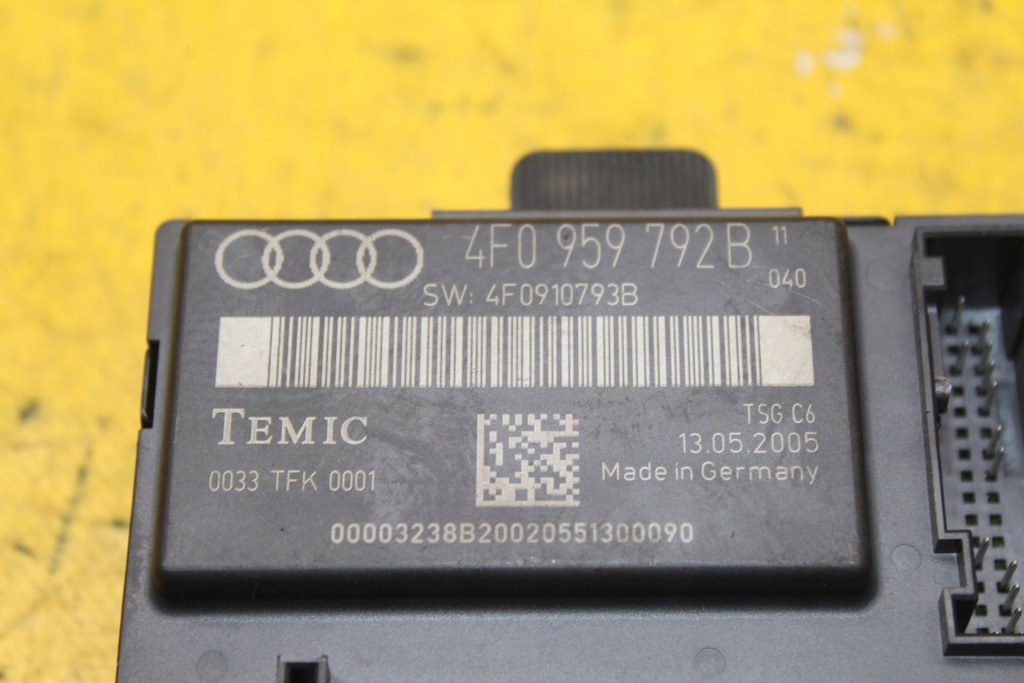 4F0 959 792B 11
040
SW: 4F0910793B
TEMIC
TSG C6
13.05.2005
0033 TFK 0001
Made in Germany
00003238B20020551300090